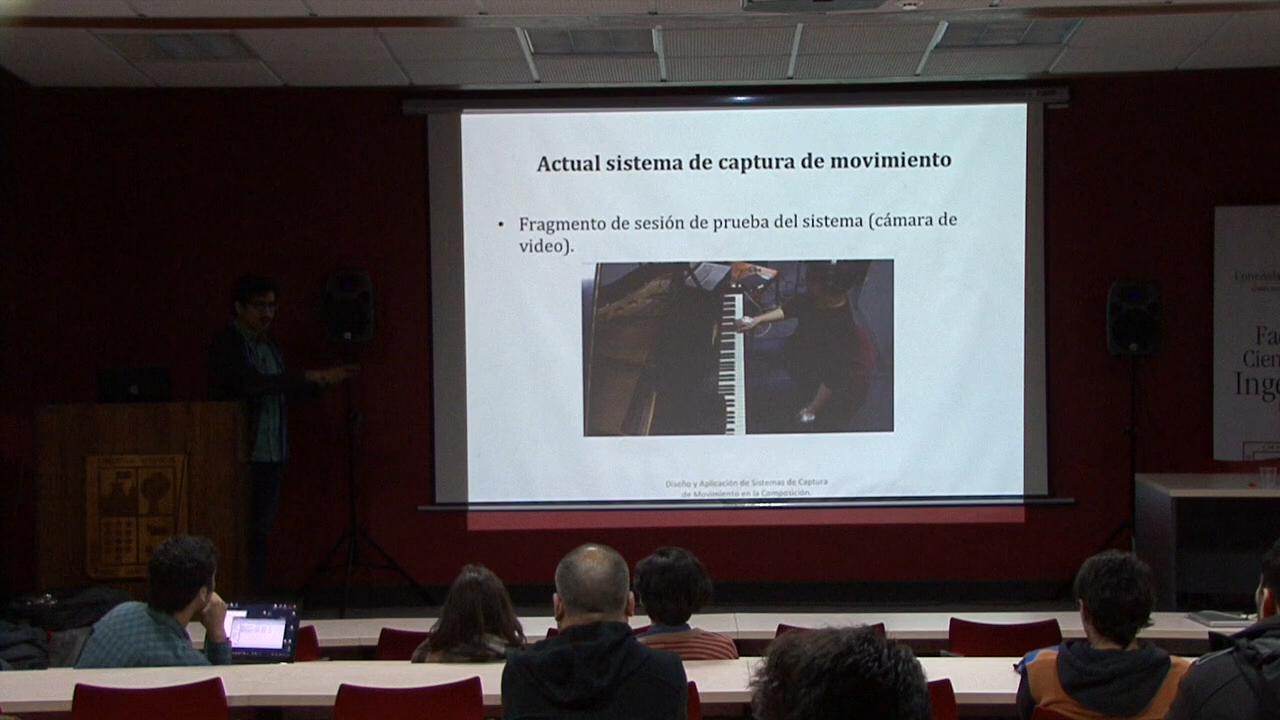 Actual sistema de captura de movimiento
• Fragmento de sesión de prueba del sistema (cámara de
video).
Diseño y Aplicación de Sistemas de Captura
de Movimiento en la Composición.
Fa
Cien
Inge